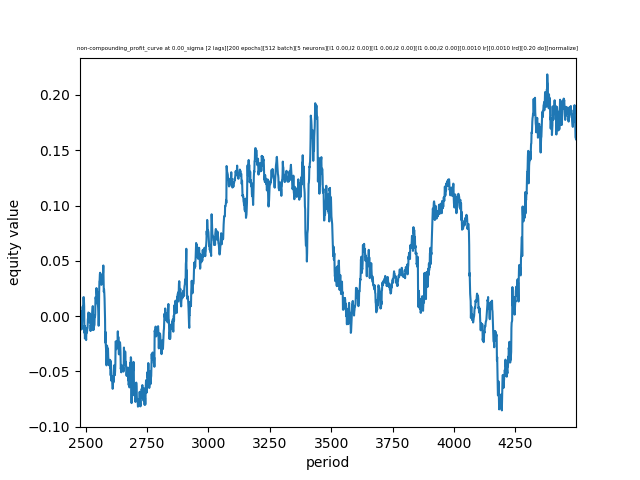 non-compounding_profit_curve at 0.00_sigma [2 lags][200 epochs][512 batch][5 neurons][l1 0.00,l2 0.00][l1 0.00,l2 0.00][l1 0.00,l2 0.00][0.0010 lr][0.0010 lrd][0.20 do][normalize]
0.20
0.15
0.10
0.05
0.00
−0.05
−0.10
equity value
2500 2750 3000 3250 3500 3750 4000 4250
period